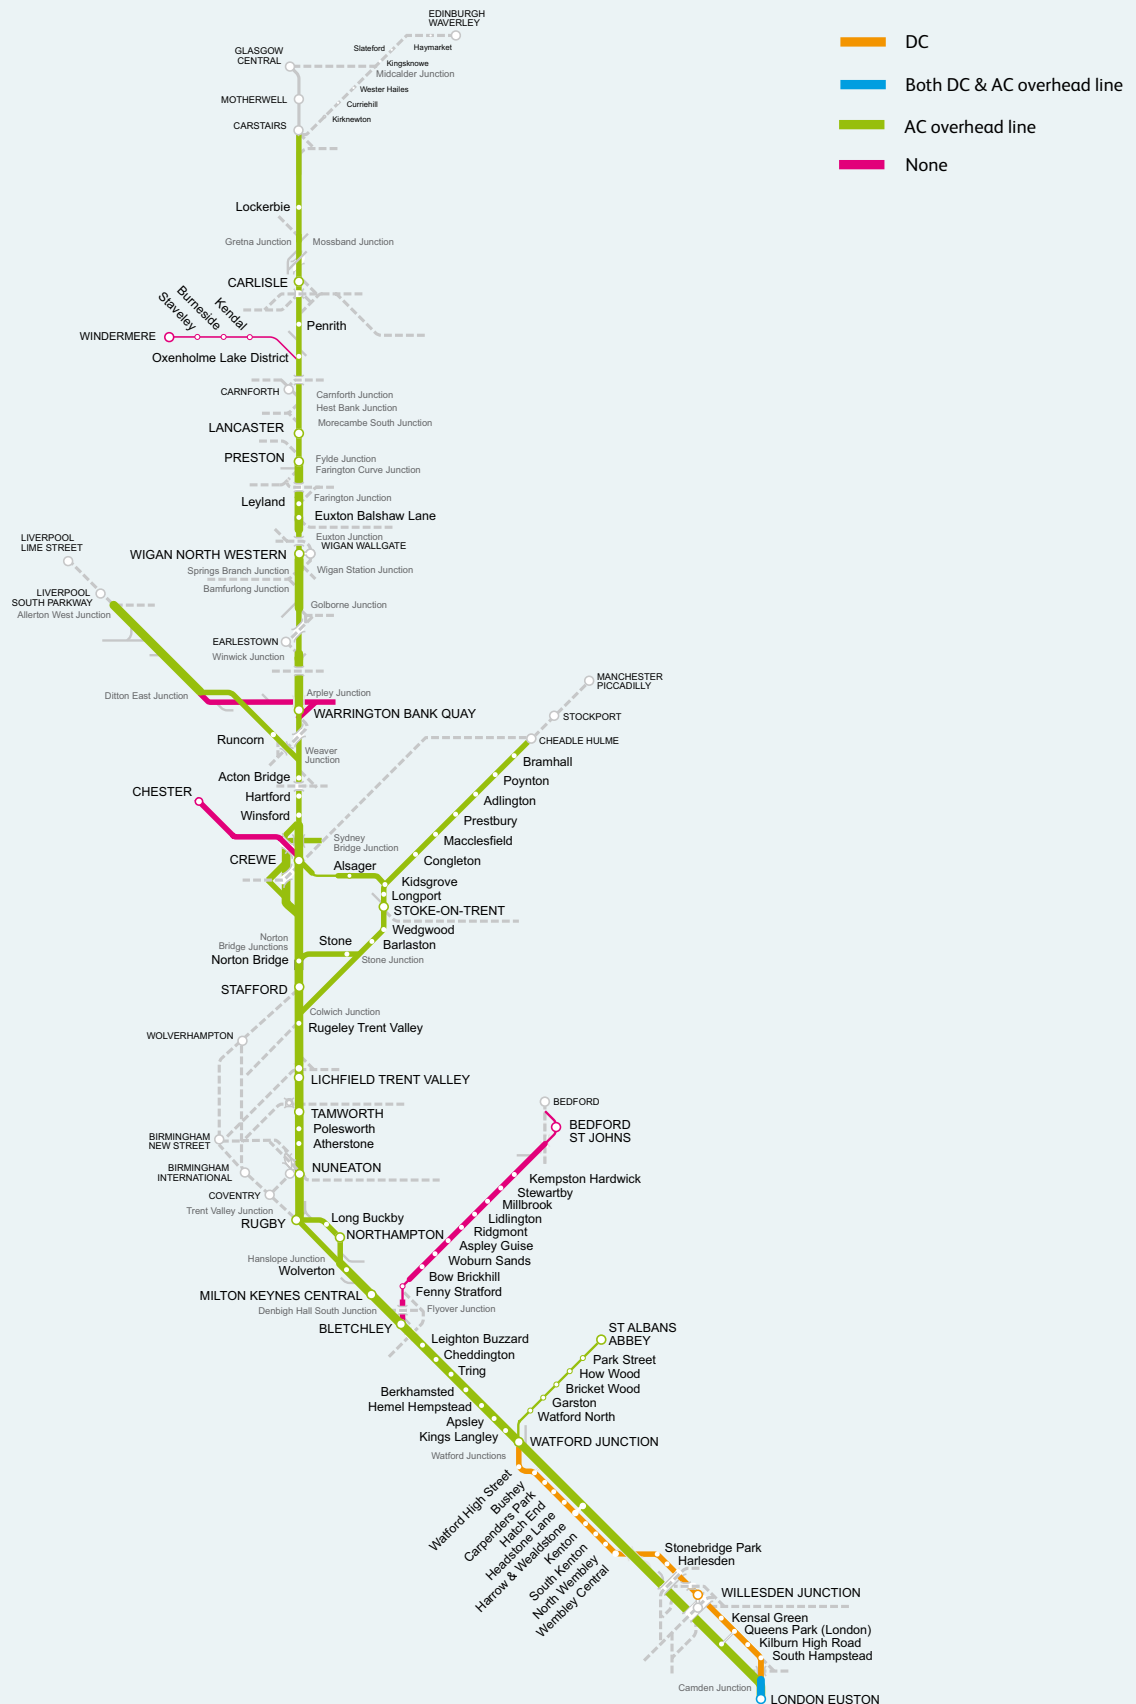 EDINBURGH
WAVERLEY
Slateford
Haymarket
GLASGOW
CENTRAL
Kingsknowe
Midcalder Junction
Wester Hailes
MOTHERWELL
Curriehill
CARSTAIRS
Kirknewton
DC
Both DC & AC overhead line
AC overhead line
None
Lockerbie
Gretna Junction
Mossband Junction
CARLISLE
Penrith
Kendal
Burneside
Staveley
WINDERMERE
Oxenholme Lake District
CARNFORTH
Carnforth Junction
Hest Bank Junction
Morecambe South Junction
LANCASTER
PRESTON
Fylde Junction
Farington Curve Junction
Leyland
Farington Junction
Euxton Balshaw Lane
LIVERPOOL
LIME STREET
Euxton Junction
WIGAN WALLGATE
WIGAN NORTH WESTERN
Springs Branch Junction
Wigan Station Junction
Bamfurlong Junction
LIVERPOOL
SOUTH PARKWAY
Allerton West Junction
Golborne Junction
EARLESTOWN
Winwick Junction
MANCHESTER
PICCADILLY
Ditton East Junction
Arpley Junction
WARRINGTON BANK QUAY
STOCKPORT
Runcorn
CHEADLE HULME
Weaver
Junction
Bramhall
Acton Bridge
Poynton
CHESTER
Hartford
Adlington
Winsford
Prestbury
Sydney
Bridge Junction
Macclesfield
CREWE
Alsager
Congleton
Kidsgrove
Longport
STOKE-ON-TRENT
Wedgwood
Norton
Bridge Junctions
Stone
Barlaston
Norton Bridge
Stone Junction
STAFFORD
Colwich Junction
WOLVERHAMPTON
Rugeley Trent Valley
LICHFIELD TRENT VALLEY
BEDFORD
TAMWORTH
BEDFORD
ST JOHNS
Polesworth
BIRMINGHAM
NEW STREET
Atherstone
BIRMINGHAM
INTERNATIONAL
NUNEATON
Kempston Hardwick
COVENTRY
Stewartby
Millbrook
Trent Valley Junction
Lidlington
RUGBY
Long Buckby
Ridgmont
NORTHAMPTON
Aspley Guise
Hanslope Junction
Woburn Sands
Wolverton
Bow Brickhill
MILTON KEYNES CENTRAL
Fenny Stratford
Denbigh Hall South Junction
Flyover Junction
BLETCHLEY
ST ALBANS
ABBEY
Leighton Buzzard
Cheddington
Park Street
Tring
How Wood
Berkhamsted
Bricket Wood
Hemel Hempstead
Garston
Apsley
Watford North
Kings Langley
WATFORD JUNCTION
Watford Junctions
Watford High Street
Bushey
Carpenders Park
Hatch End
Headstone Lane
Harrow & Wealdstone
Kenton
South Kenton
North Wembley
Wembley Central
Stonebridge Park
Harlesden
WILLESDEN JUNCTION
Kensal Green
Queens Park (London)
Kilburn High Road
South Hampstead
Camden Junction
LONDON EUSTON